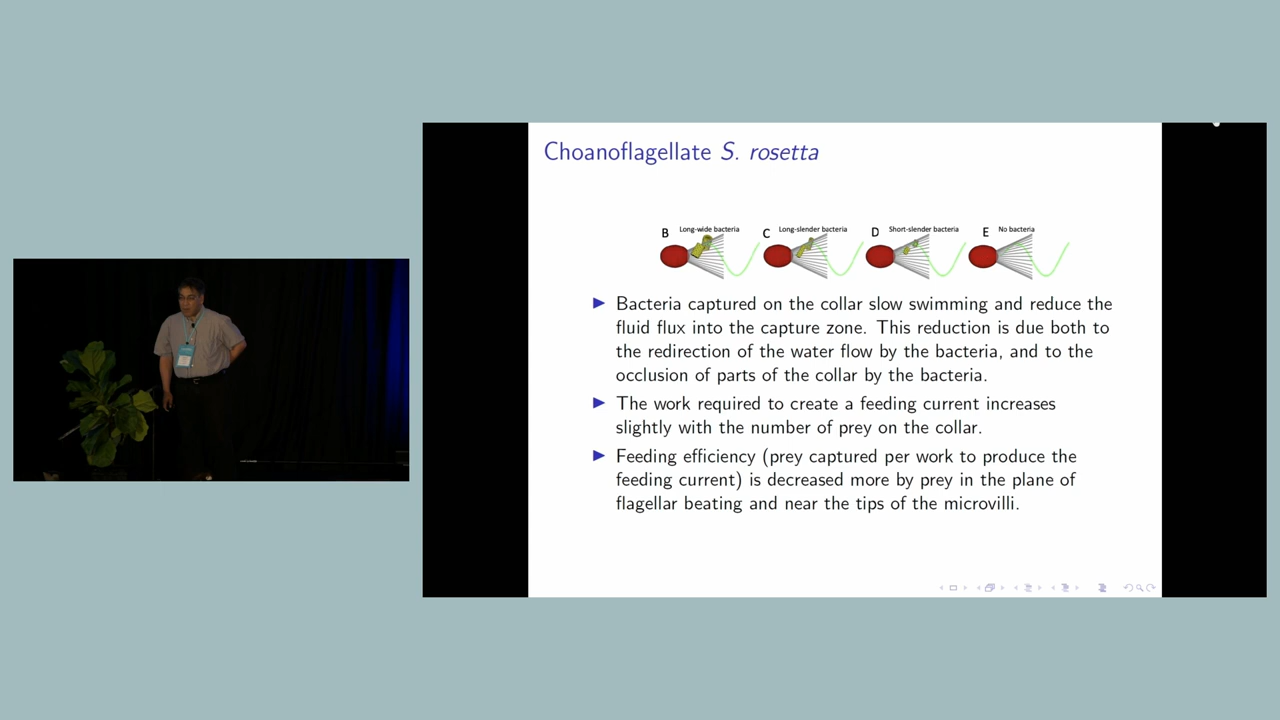 Choanoflagellate S. rosetta
B Long-wide bacteria C Long-slender bacteria D Short-slender bacteria E No bacteria
Bacteria captured on the collar slow swimming and reduce the
fluid flux into the capture zone. This reduction is due both to
the redirection of the water flow by the bacteria, and to the
occlusion of parts of the collar by the bacteria.
The work required to create a feeding current increases
slightly with the number of prey on the collar.
Feeding efficiency (prey captured per work to produce the
feeding current) is decreased more by prey in the plane of
flagellar beating and near the tips of the microvilli.